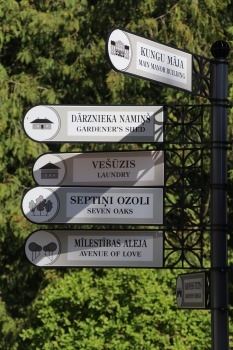 KUNGU MĀJA
MAIN MANOR BUILDING
DĀRZNIEKA NAMIŅŠ
GARDENER'S SHED
VEŠŪZIS
LAUNDRY
SEPTIŅI OZOLI
SEVEN OAKS
MĪLESTĪBAS ALEJA
AVENUE OF LOVE